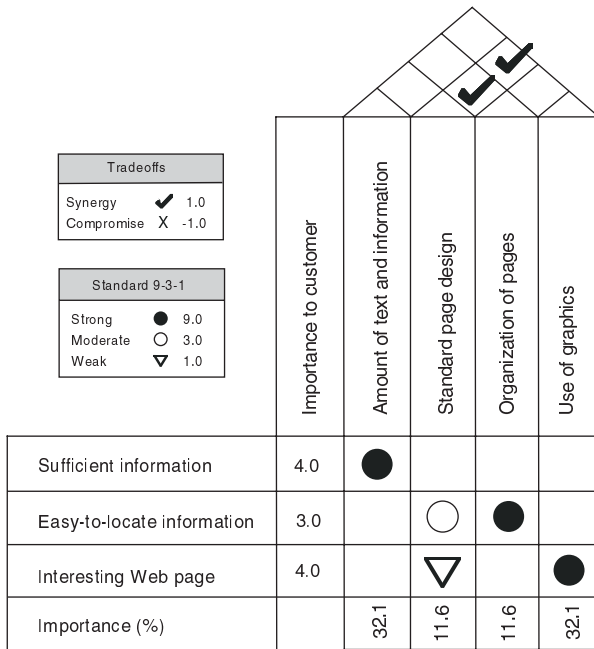 Tradeoffs
Synergy ✔ 1.0
Compromise X -1.0
Standard 9-3-1
Strong 9.0
Moderate 3.0
Weak 1.0
Importance to customer
Amount of text and information
Standard page design
Organization of pages
Use of graphics
Sufficient information 4.0
Easy-to-locate information 3.0
Interesting Web page 4.0
Importance (%) 32.1 11.6 11.6 32.1